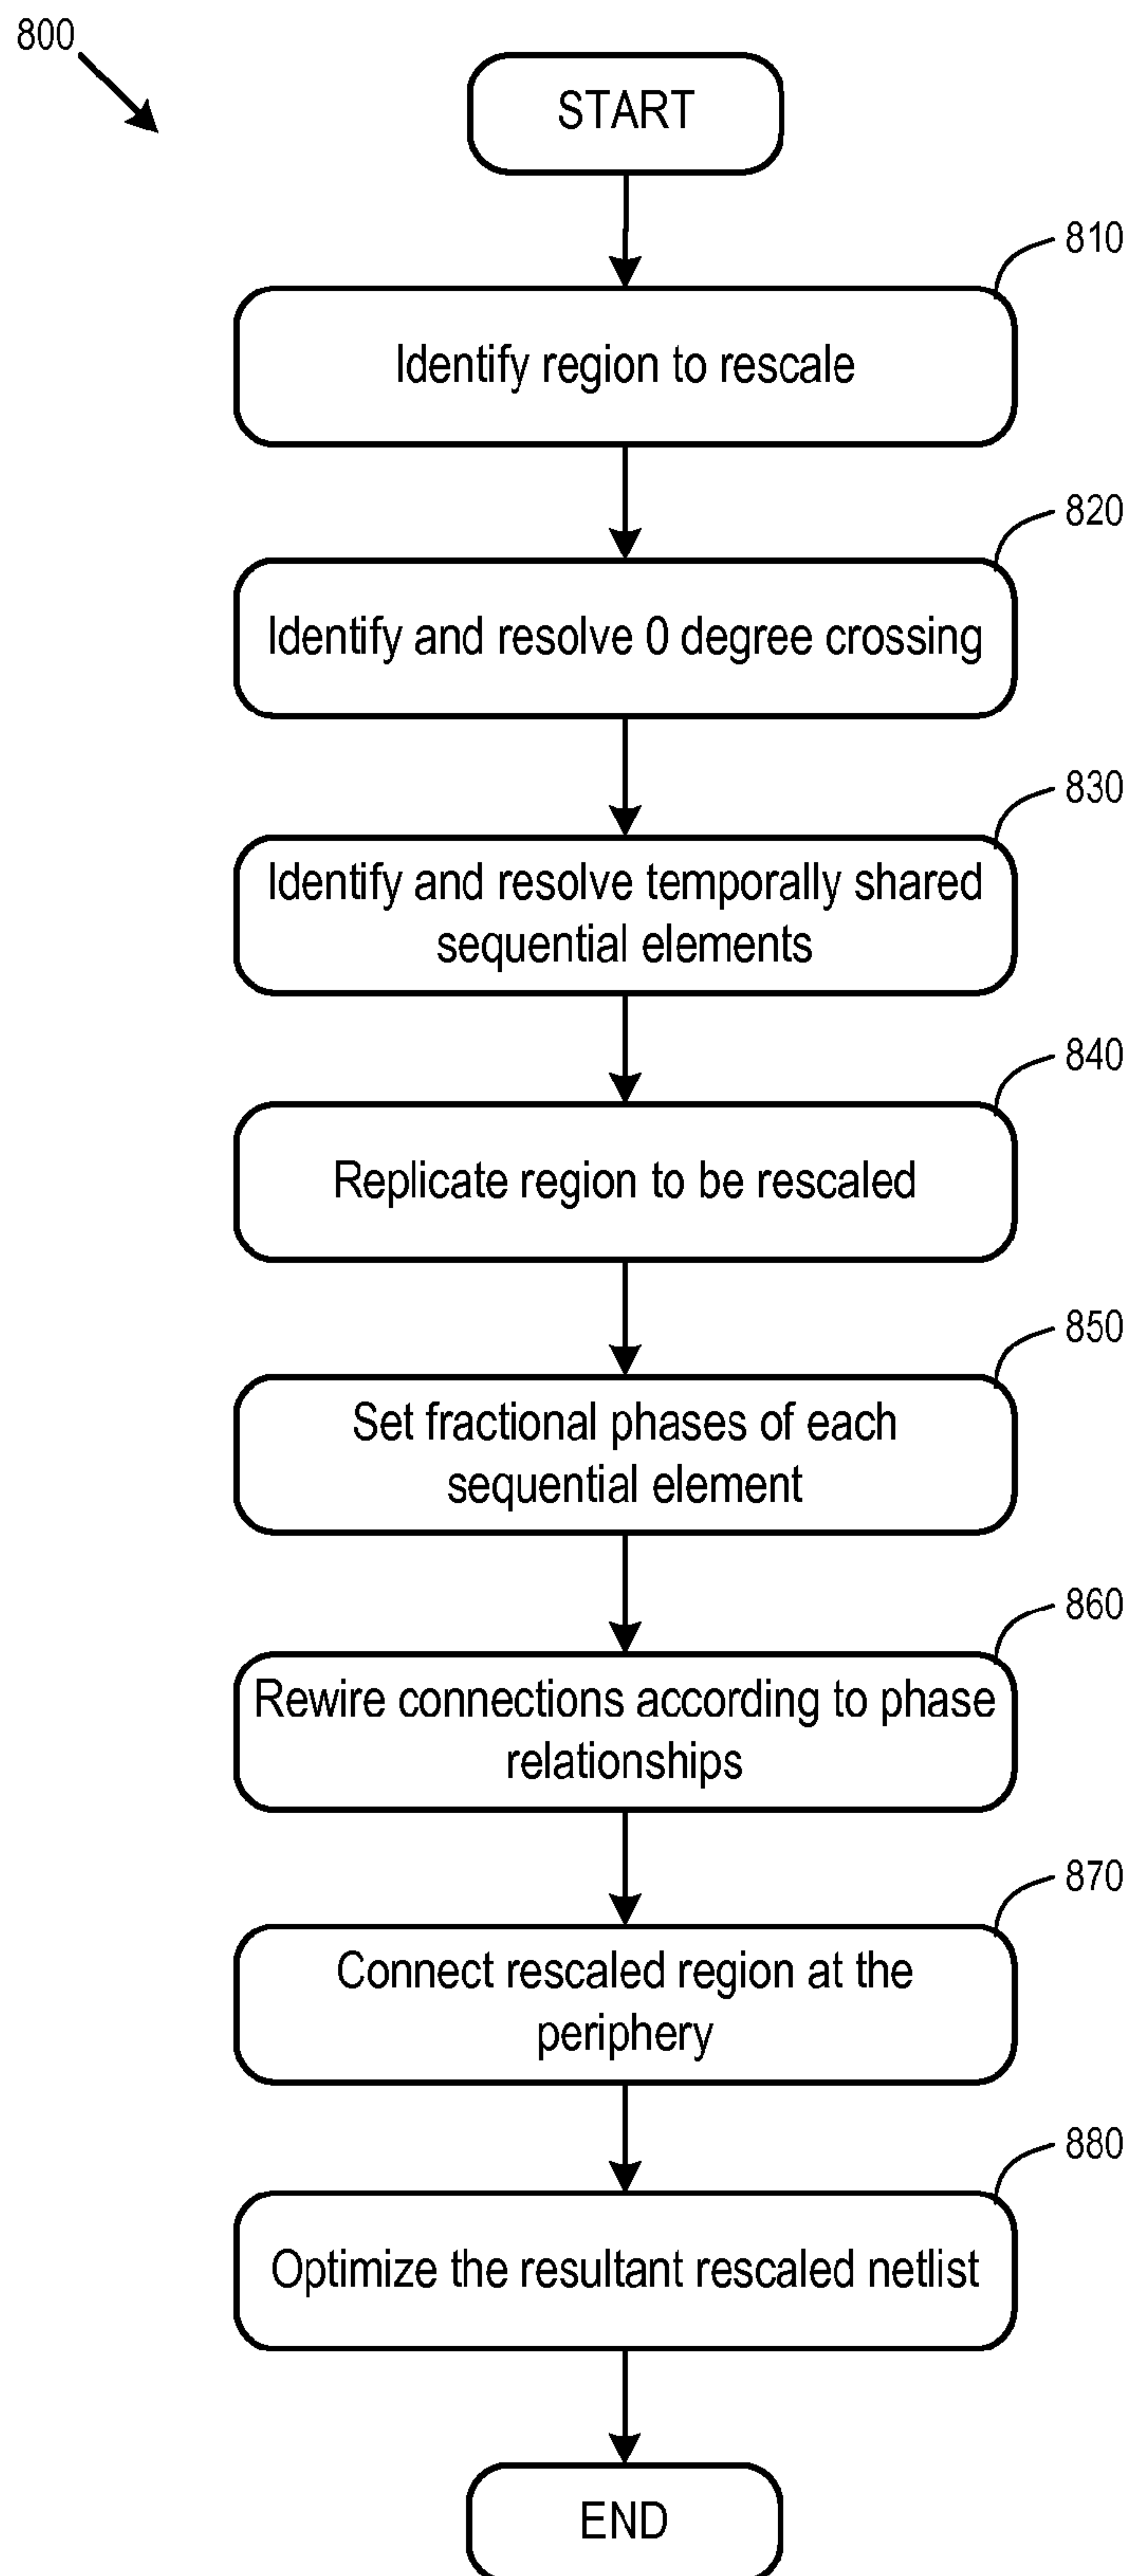 800
START
810
Identify region to rescale
820
Identify and resolve 0 degree crossing
830
Identify and resolve temporally shared
sequential elements
840
Replicate region to be rescaled
850
Set fractional phases of each
sequential element
860
Rewire connections according to phase
relationships
870
Connect rescaled region at the
periphery
880
Optimize the resultant rescaled netlist
END